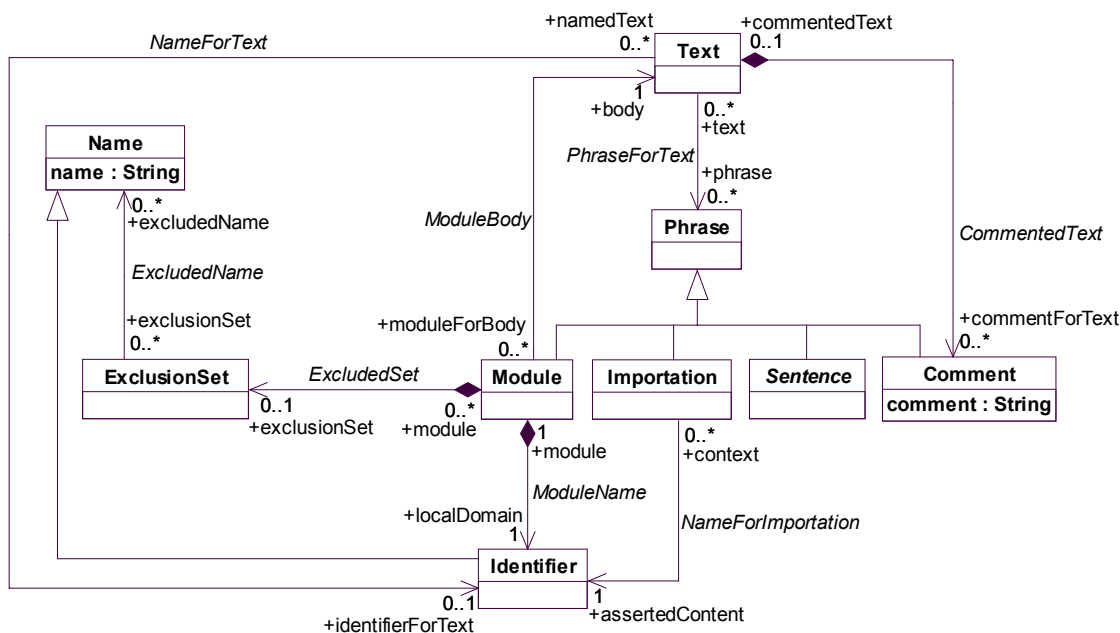 +namedText
+commentedText
NameForText
0..*
0..1
Text
1
+body
0..*
+text
Name
name : String
PhraseForText
+phrase
0..*
0..*
+excludedName
ModuleBody
Phrase
CommentedText
ExcludedName
+exclusionSet
0..*
+moduleForBody
0..*
+commentForText
0..*
ExclusionSet
ExcludedSet
Module
Importation
Sentence
Comment
comment : String
0..1
+exclusionSet
0..*
+module
1
+module
0..*
+context
ModuleName
+localDomain
1
NameForImportation
Identifier
0..1
+identifierForText
1
+assertedContent